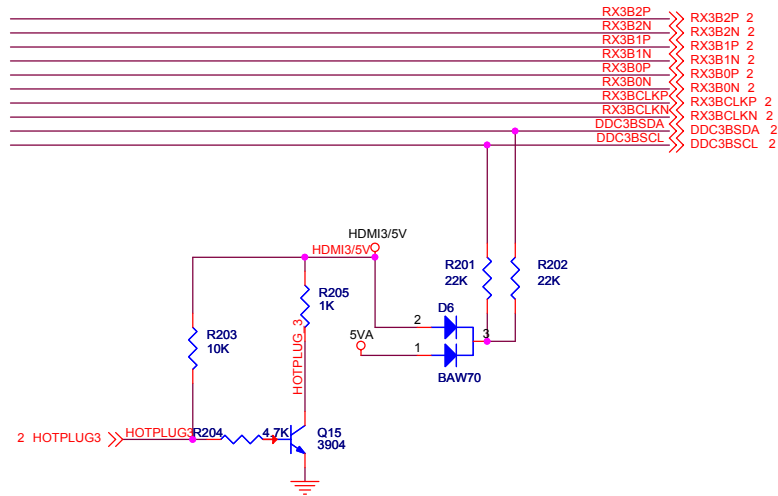 RX3B2P RX3B2P 2
RX3B2N RX3B2N 2
RX3B1P RX3B1P 2
RX3B1N RX3B1N 2
RX3B0P RX3B0P 2
RX3B0N RX3B0N 2
RX3BCLKP RX3BCLKP 2
RX3BCLKN RX3BCLKN 2
DDC3BSDA DDC3BSDA 2
DDC3BSCL DDC3BSCL 2
HDMI3/5V
HDMI3/5V
R201
22K
R202
22K
R205
1K
D6
2
3
1
5VA
BAW70
R203
10K
HOTPLUG_3
2 HOTPLUG3 HOTPLUG3 R204 4.7K
Q15
3904